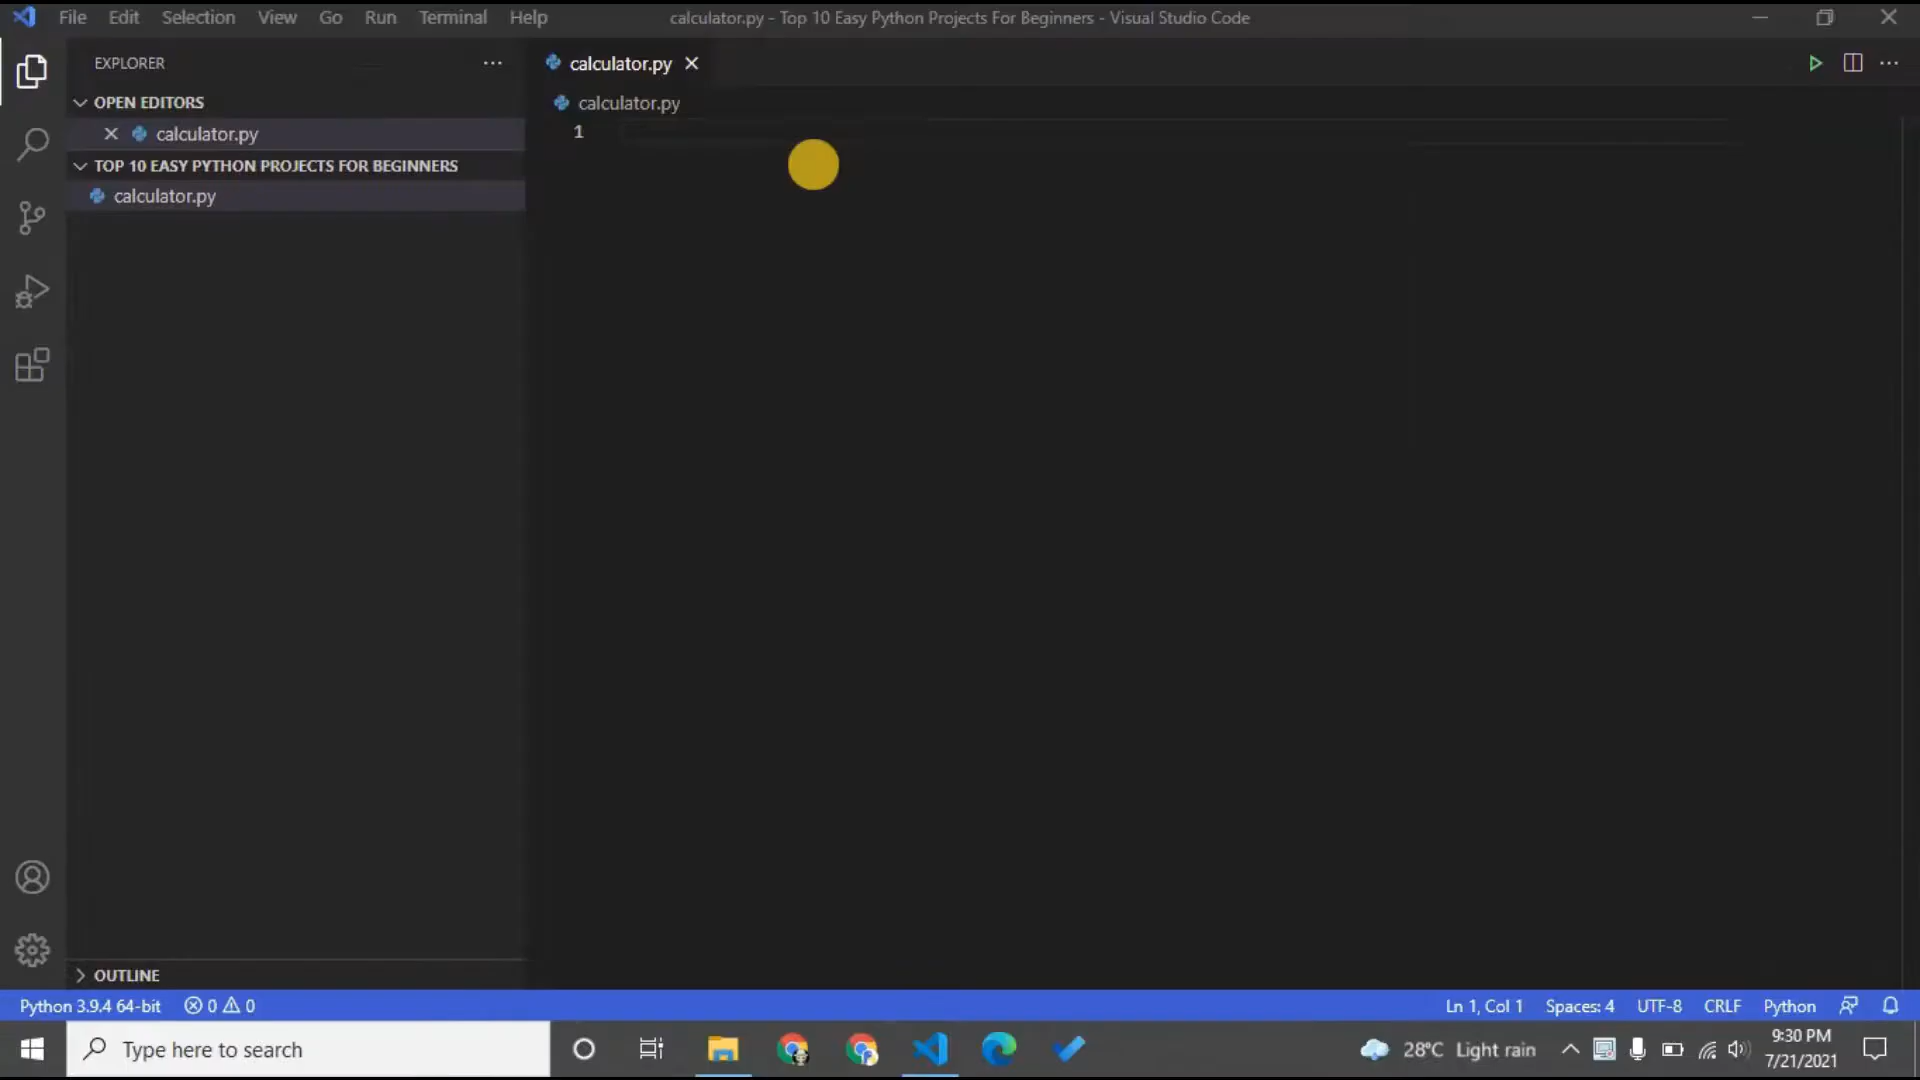 File Edit Selection View Go Run Terminal Help
calculator.py - Top 10 Easy Python Projects For Beginners - Visual Studio Code
EXPLORER
calculator.py
OPEN EDITORS
calculator.py
calculator.py
1
TOP 10 EASY PYTHON PROJECTS FOR BEGINNERS
calculator.py
OUTLINE
Python 3.9.4 64-bit 0 0
Ln 1, Col 1 Spaces: 4 UTF-8 CRLF Python
Type here to search
28°C Light rain
9:30 PM
7/21/2021